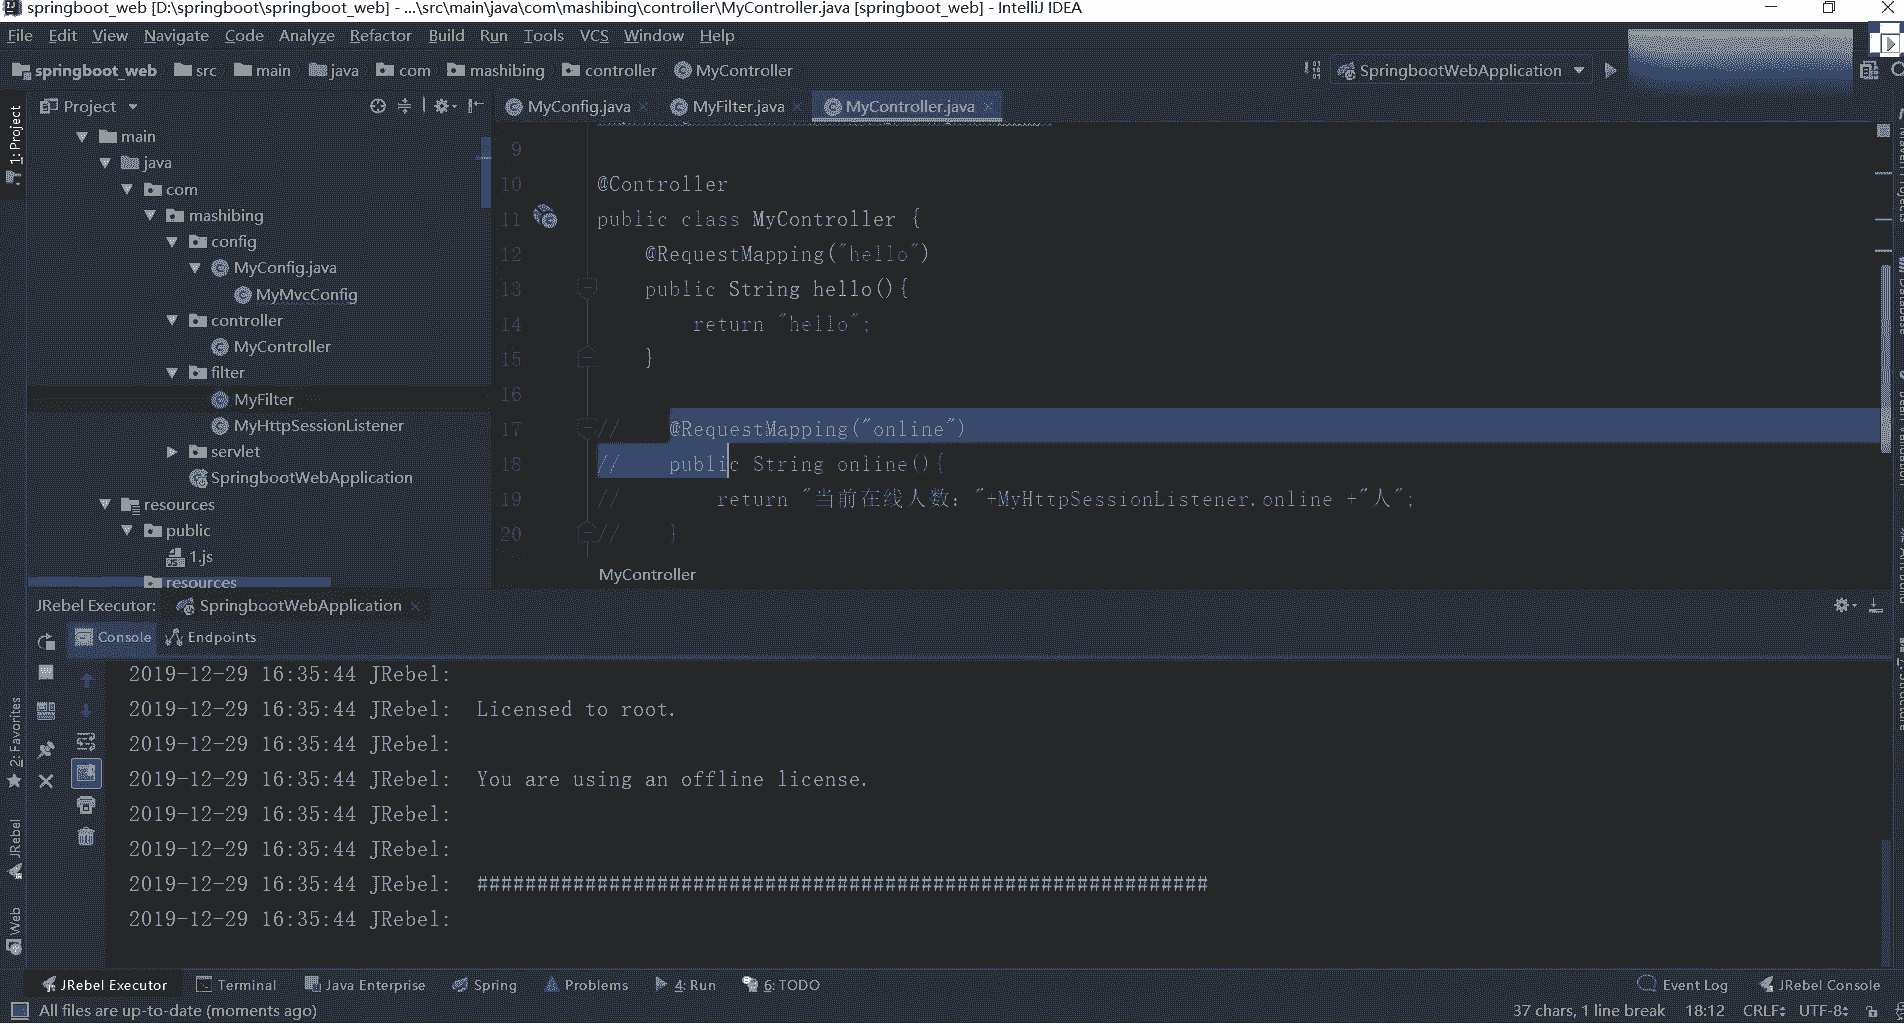 springboot_web [D:\springboot\springboot_web] - ...\src\main\java\com\mashibing\controller\MyController.java [springboot_web] - IntelliJ IDEA
File Edit View Navigate Code Analyze Refactor Build Run Tools VCS Window Help
springboot_web src main java com mashibing controller MyController SpringbootWebApplication
Project MyConfig.java MyFilter.java MyController.java
1: Project
main
java
com
mashibing
config
MyConfig.java
MyMvcConfig
controller
MyController
filter
MyFilter
MyHttpSessionListener
servlet
SpringbootWebApplication
resources
public
1.js
resources
9
10 @Controller
11 public class MyController {
12 @RequestMapping("hello")
13 public String hello(){
14 return "hello";
15 }
16
17 // @RequestMapping("online")
18 // public String online(){
19 // return "当前在线人数："+MyHttpSessionListener.online +"人";
20 // }
MyController
JRebel Executor: SpringbootWebApplication
Console Endpoints
2019-12-29 16:35:44 JRebel:
2019-12-29 16:35:44 JRebel: Licensed to root.
2019-12-29 16:35:44 JRebel:
2019-12-29 16:35:44 JRebel: You are using an offline license.
2019-12-29 16:35:44 JRebel:
2019-12-29 16:35:44 JRebel:
2019-12-29 16:35:44 JRebel: #############################################################
2019-12-29 16:35:44 JRebel:
2: Favorites
JRebel
Web
JRebel Executor Terminal Java Enterprise Spring Problems 4: Run 6: TODO Event Log JRebel Console
All files are up-to-date (moments ago) 37 chars, 1 line break 18:12 CRLF UTF-8